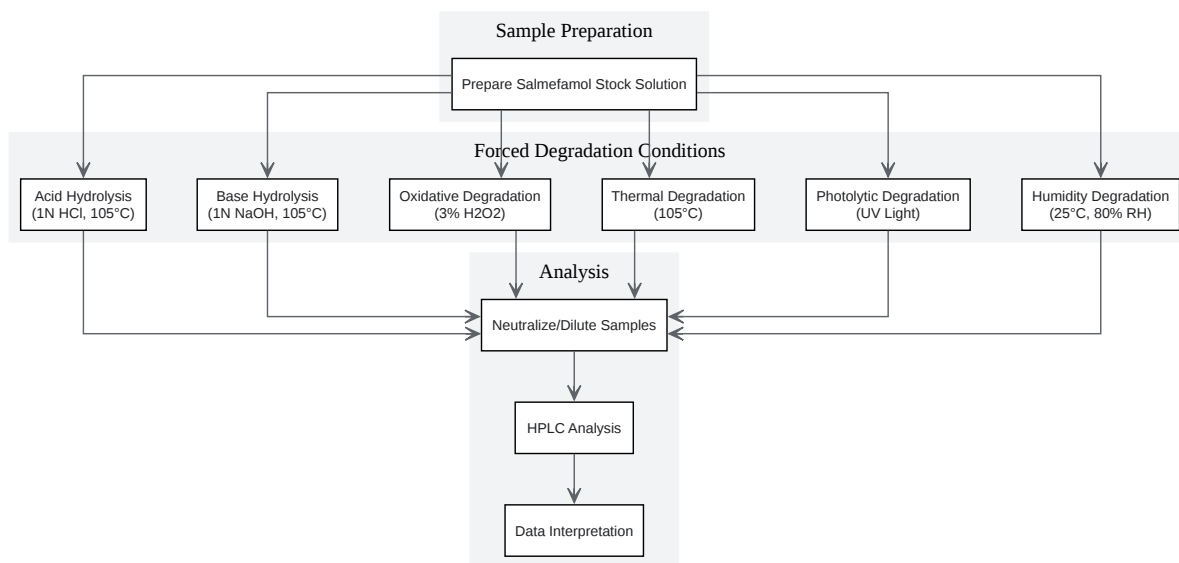 Sample Preparation
Prepare Salmefamol Stock Solution
Forced Degradation Conditions
Acid Hydrolysis
(1N HCl, 105°C)
Base Hydrolysis
(1N NaOH, 105°C)
Oxidative Degradation
(3% H2O2)
Thermal Degradation
(105°C)
Photolytic Degradation
(UV Light)
Humidity Degradation
(25°C, 80% RH)
Analysis
Neutralize/Dilute Samples
HPLC Analysis
Data Interpretation